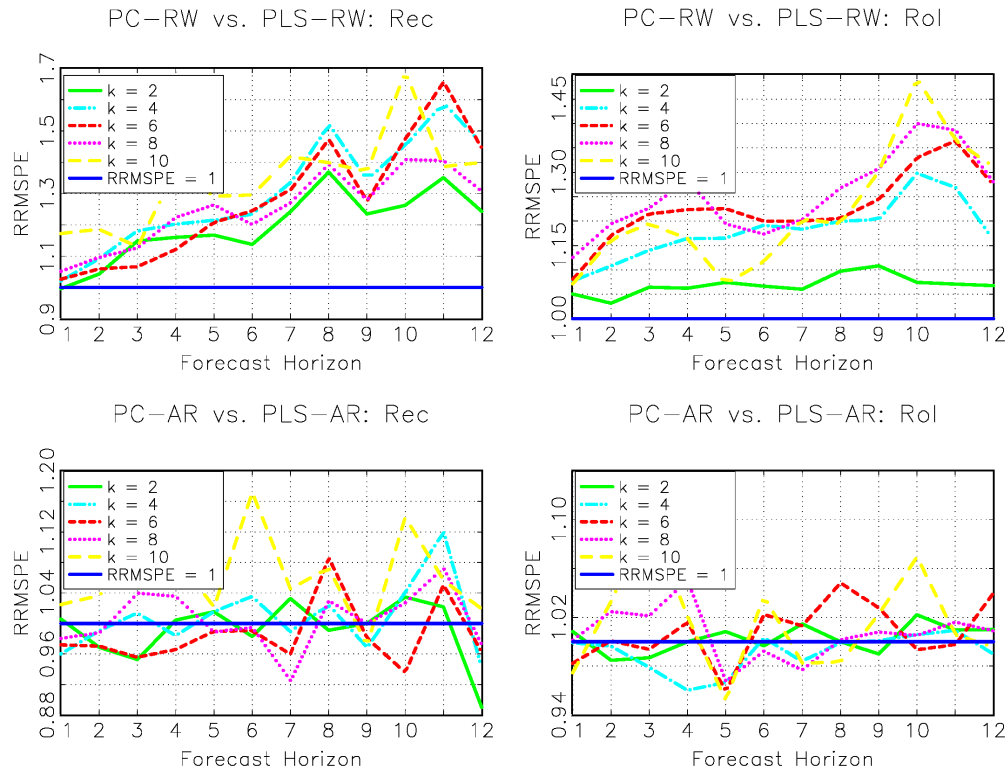 PC-RW vs. PLS-RW: Rec
RRMSPE
1.7
1.5
1.3
1.1
0.9
k = 2
k = 4
k = 6
k = 8
k = 10
RRMSPE = 1
1 2 3 4 5 6 7 8 9 10 11 12
Forecast Horizon
PC-RW vs. PLS-RW: Rol
RRMSPE
1.45
1.30
1.15
1.00
k = 2
k = 4
k = 6
k = 8
k = 10
RRMSPE = 1
1 2 3 4 5 6 7 8 9 10 11 12
Forecast Horizon
PC-AR vs. PLS-AR: Rec
RRMSPE
1.20
1.12
1.04
0.96
0.88
k = 2
k = 4
k = 6
k = 8
k = 10
RRMSPE = 1
1 2 3 4 5 6 7 8 9 10 11 12
Forecast Horizon
PC-AR vs. PLS-AR: Rol
RRMSPE
1.10
1.02
0.94
k = 2
k = 4
k = 6
k = 8
k = 10
RRMSPE = 1
1 2 3 4 5 6 7 8 9 10 11 12
Forecast Horizon